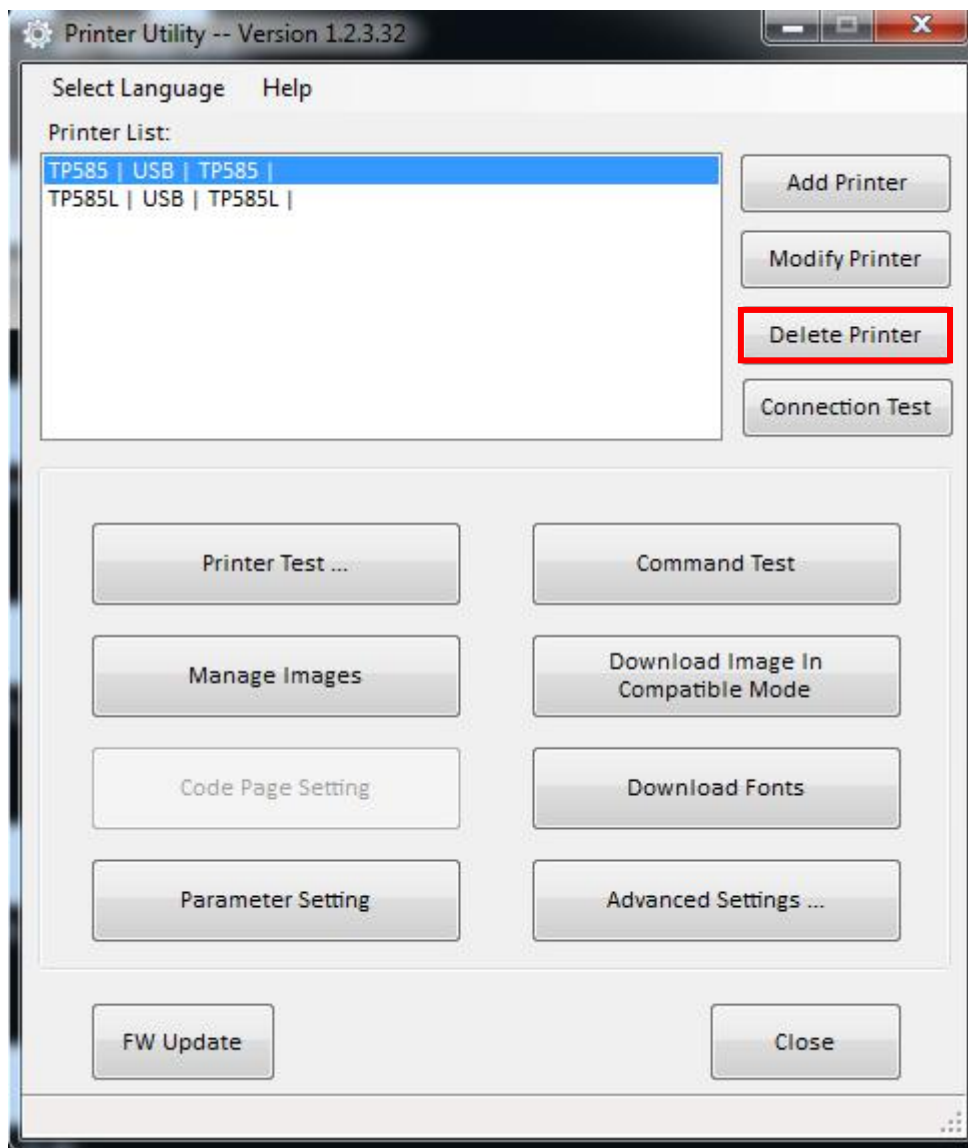 Printer Utility -- Version 1.2.3.32
Select Language Help
Printer List:
TP585 | USB | TP585 |
TP585L | USB | TP585L |
Add Printer
Modify Printer
Delete Printer
Connection Test
Printer Test ...
Command Test
Manage Images
Download Image In
Compatible Mode
Code Page Setting
Download Fonts
Parameter Setting
Advanced Settings ...
FW Update
Close